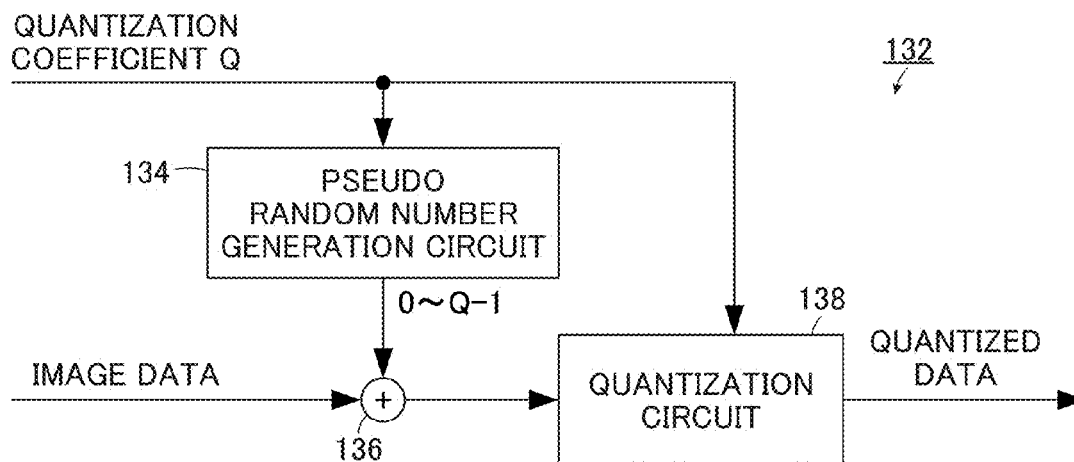 QUANTIZATION
COEFFICIENT Q
132
134
PSEUDO
RANDOM NUMBER
GENERATION CIRCUIT
0～Q-1
138
IMAGE DATA
+
136
QUANTIZATION
CIRCUIT
QUANTIZED
DATA